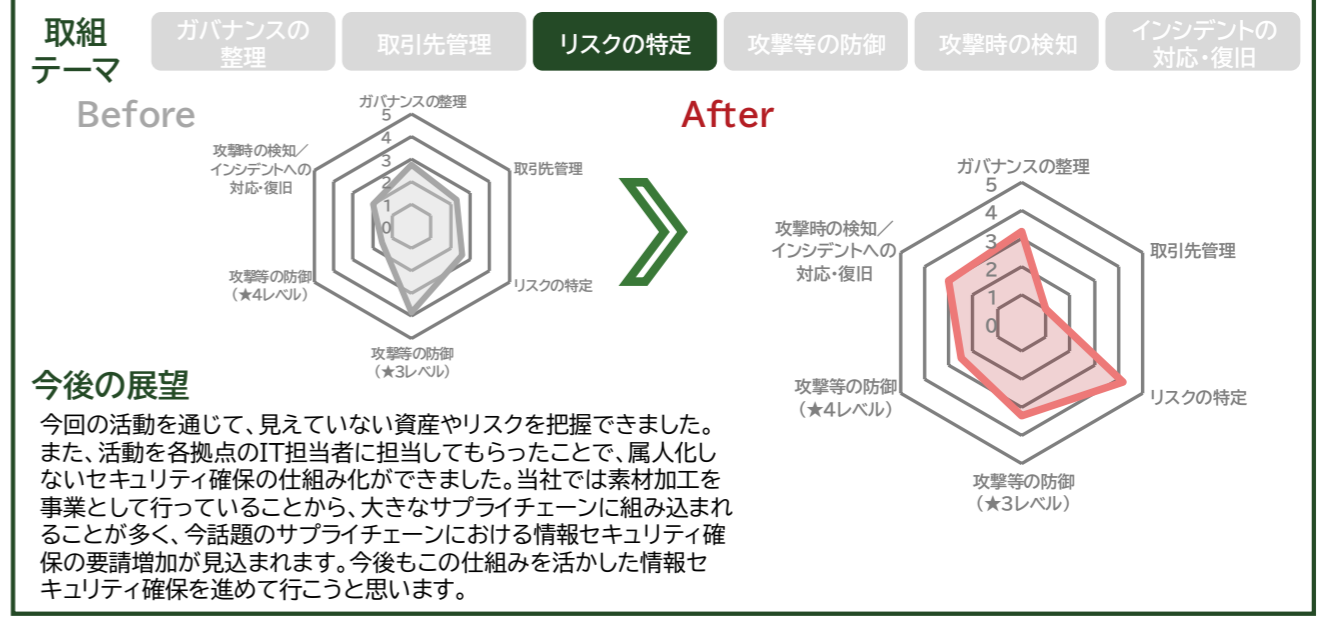 取組
テーマ
ガバナンスの
整理
取引先管理
リスクの特定
攻撃等の防御
攻撃時の検知
インシデントの
対応・復旧
Before
ガバナンスの整理
取引先管理
リスクの特定
攻撃等の防御
(★3レベル)
攻撃等の防御
(★4レベル)
攻撃時の検知／
インシデントへの
対応・復旧
5
4
3
2
1
0
After
ガバナンスの整理
取引先管理
リスクの特定
攻撃等の防御
(★3レベル)
攻撃等の防御
(★4レベル)
攻撃時の検知／
インシデントへの
対応・復旧
5
4
3
2
1
0
今後の展望
今回の活動を通じて、見えていない資産やリスクを把握できました。
また、活動を各拠点のIT担当者に担当してもらったことで、属人化し
ないセキュリティ確保の仕組み化ができました。当社では素材加工を
事業として行っていることから、大きなサプライチェーンに組み込まれ
ることが多く、今話題のサプライチェーンにおける情報セキュリティ確
保の要請増加が見込まれます。今後もこの仕組みを活かした情報セ
キュリティ確保を進めて行こうと思います。